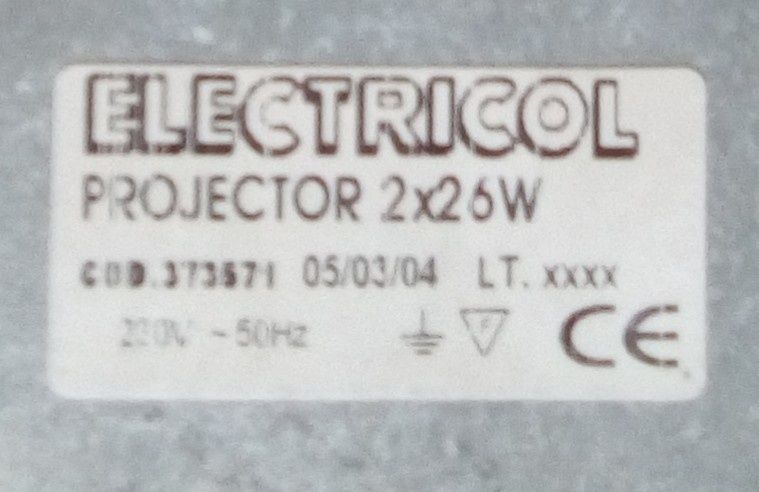 ELECTRICOL
PROJECTOR 2x26W
COD.373571 05/03/04 LT. xxxx
220V ~ 50Hz
F
CE